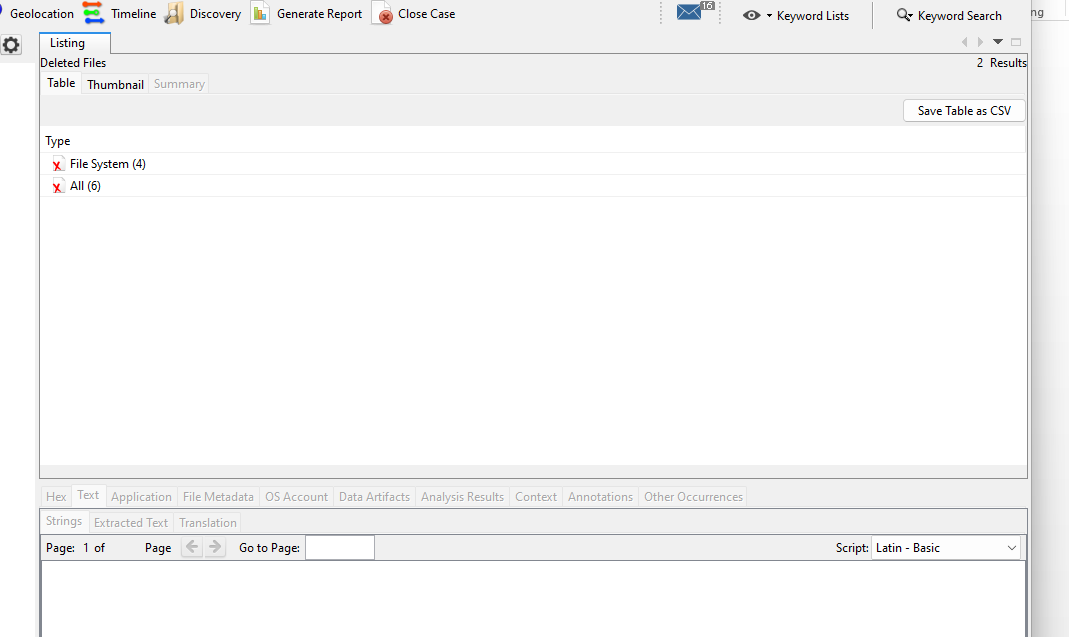 Geolocation Timeline Discovery Generate Report Close Case 16 Keyword Lists Keyword Search ng
Listing
Deleted Files 2 Results
Table Thumbnail Summary
Save Table as CSV
Type
File System (4)
All (6)
Hex Text Application File Metadata OS Account Data Artifacts Analysis Results Context Annotations Other Occurrences
Strings Extracted Text Translation
Page: 1 of Page Go to Page: Script: Latin - Basic